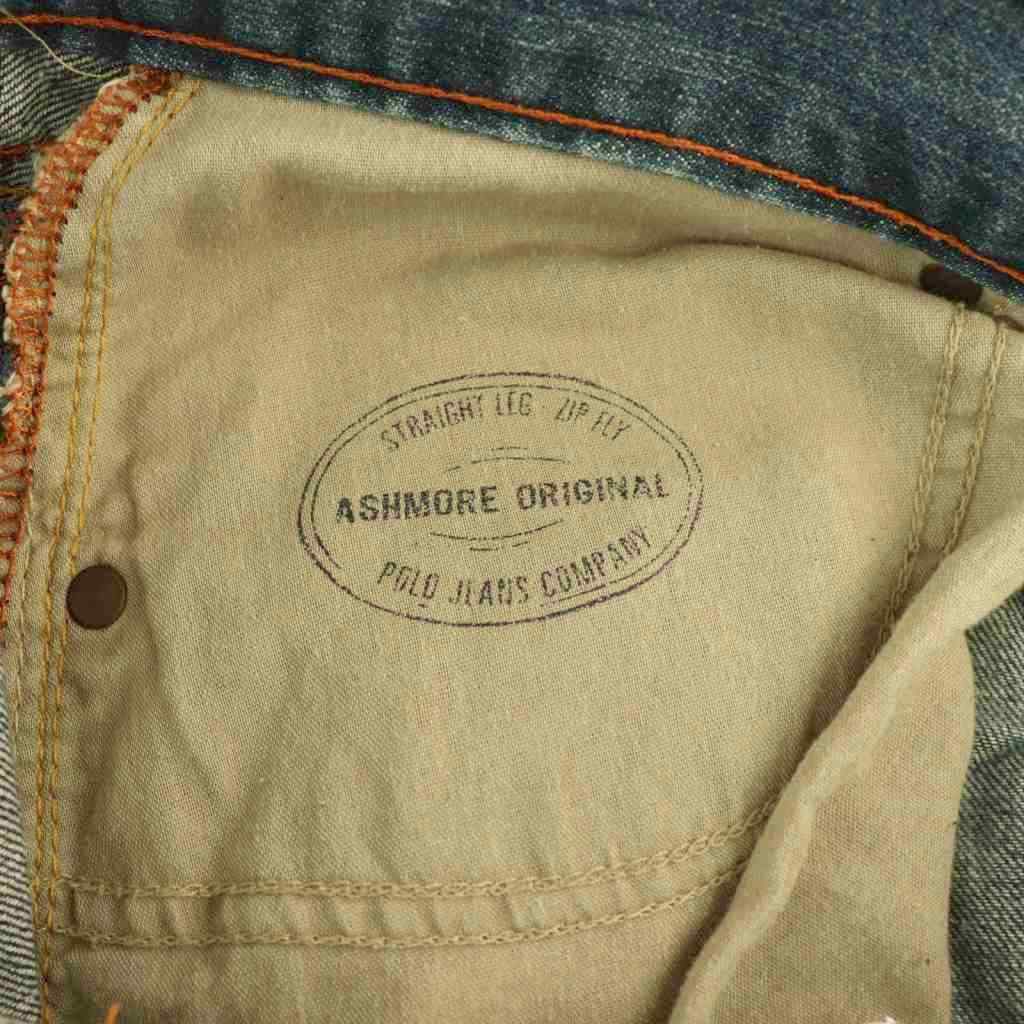 STRAIGHT LEG · ZIP FLY
ASHMORE ORIGINAL
POLO JEANS COMPANY